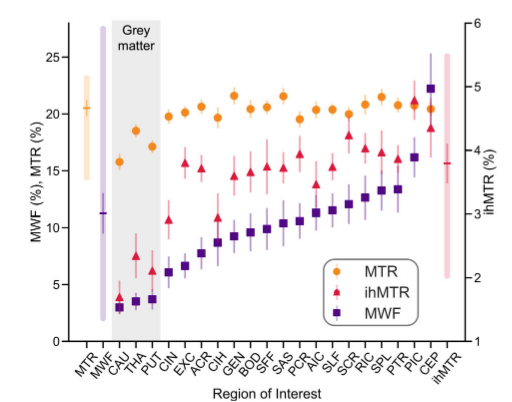 Grey
matter
MWF (%), MTR (%)
25
20
15
10
5
0
6
5
4
3
2
1
ihMTR (%)
MTR
ihMTR
MWF
MTR
MWF
CAU
THA
PUT
CIN
EXC
ACR
CIH
GEN
BOD
SFF
SAS
PCR
AIC
SLF
SCR
RIC
SPL
PTR
PIC
CEP
ihMTR
Region of Interest